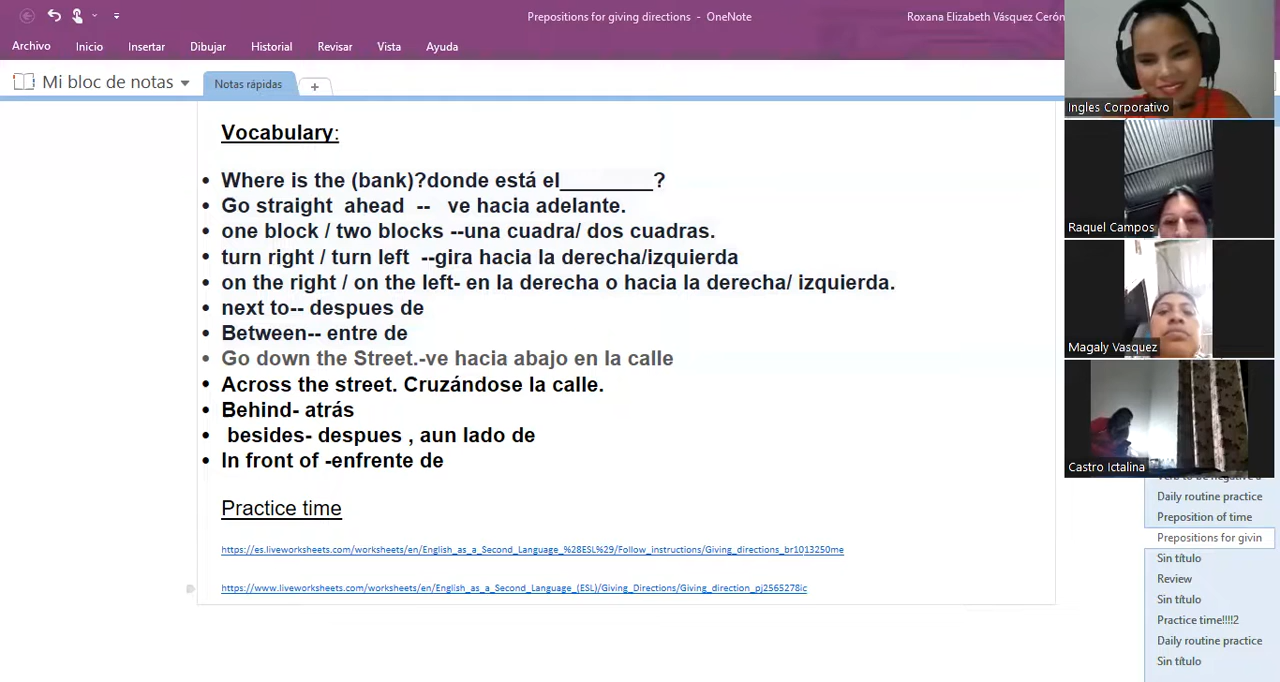 Prepositions for giving directions - OneNote
Roxana Elizabeth Vásquez Cerón
Archivo Inicio Insertar Dibujar Historial Revisar Vista Ayuda
Mi bloc de notas
Notas rápidas
+
Vocabulary:
• Where is the (bank)?donde está el________?
• Go straight ahead -- ve hacia adelante.
• one block / two blocks --una cuadra/ dos cuadras.
• turn right / turn left --gira hacia la derecha/izquierda
• on the right / on the left- en la derecha o hacia la derecha/ izquierda.
• next to-- despues de
• Between-- entre de
• Go down the Street.-ve hacia abajo en la calle
• Across the street. Cruzándose la calle.
• Behind- atrás
• besides- despues , aun lado de
• In front of -enfrente de
Practice time
https://es.liveworksheets.com/worksheets/en/English_as_a_Second_Language_%28ESL%29/Follow_instructions/Giving_directions_br1013250me
https://www.liveworksheets.com/worksheets/en/English_as_a_Second_Language_(ESL)/Giving_Directions/Giving_direction_pj2565278ic
Ingles Corporativo
Raquel Campos
Magaly Vasquez
Castro Ictalina
Daily routine practice
Preposition of time
Prepositions for givin
Sin título
Review
Sin título
Practice time!!!!2
Daily routine practice
Sin título